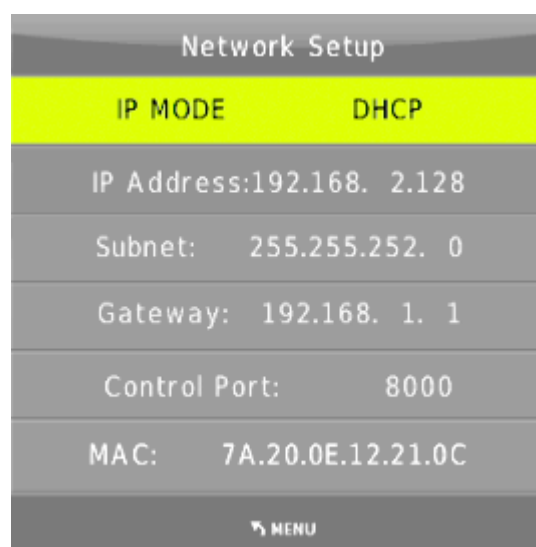 Network Setup
IP MODE DHCP
IP Address:192.168. 2.128
Subnet: 255.255.252. 0
Gateway: 192.168. 1. 1
Control Port: 8000
MAC: 7A.20.0E.12.21.0C
MENU